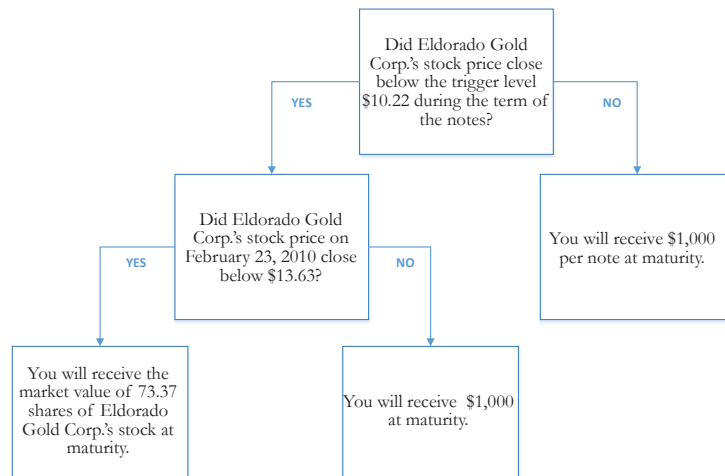 Did Eldorado Gold
Corp.'s stock price close
below the trigger level
$10.22 during the term of
the notes?
YES
NO
Did Eldorado Gold
Corp.'s stock price on
February 23, 2010 close
below $13.63?
You will receive $1,000
per note at maturity.
YES
NO
You will receive the
market value of 73.37
shares of Eldorado
Gold Corp.'s stock at
maturity.
You will receive $1,000
at maturity.